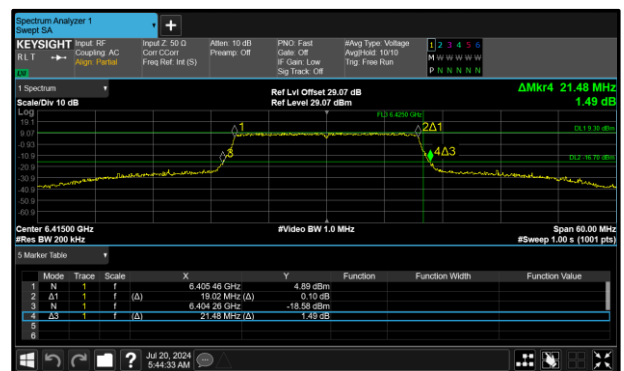 Spectrum Analyzer 1
Swept SA
KEYSIGHT Input: RF Input Z: 50 Ω Atten: 10 dB PNO: Fast #Avg Type: Voltage 1 2 3 4 5 6
RLT Coupling: AC Corr CCorr Preamp: Off Gate: Off Avg|Hold: 10/10 M W W W W W
Align: Partial Freq Ref: Int (S) IF Gain: Low Trig: Free Run
Sig Track: Off P N N N N N
1 Spectrum Ref Lvl Offset 29.07 dB ΔMkr4 21.48 MHz
Scale/Div 10 dB Ref Level 29.07 dBm 1.49 dB
Log
19.1
9.07
-0.93
-10.9
-20.9
-30.9
-40.9
-50.9
-60.9
1
2Δ1
3
4Δ3
DL1 9.30 dBm
DL2 -16.70 dBm
Center 6.41500 GHz #Video BW 1.0 MHz Span 60.00 MHz
#Res BW 200 kHz #Sweep 1.00 s (1001 pts)
5 Marker Table
Mode Trace Scale X Y Function Function Width Function Value
1 N 1 f 6.405 46 GHz 4.89 dBm
2 Δ1 1 f (Δ) 19.02 MHz (Δ) 0.10 dB
3 N 1 f 6.404 26 GHz -18.58 dBm
4 Δ3 1 f (Δ) 21.48 MHz (Δ) 1.49 dB
5
6
Jul 20, 2024
5:44:33 AM